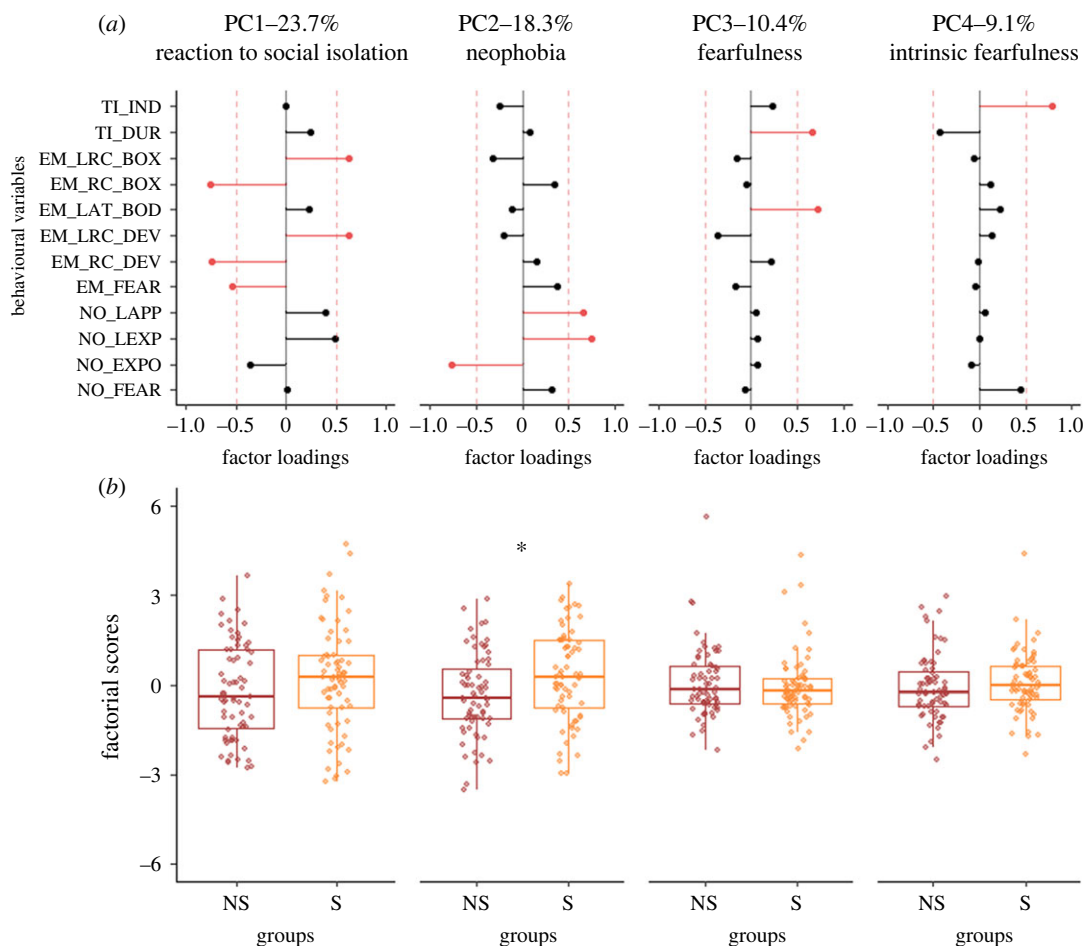 (a)
PC1–23.7% PC2–18.3% PC3–10.4% PC4–9.1%
reaction to social isolation neophobia fearfulness intrinsic fearfulness
behavioural variables
TI_IND
TI_DUR
EM_LRC_BOX
EM_RC_BOX
EM_LAT_BOD
EM_LRC_DEV
EM_RC_DEV
EM_FEAR
NO_LAPP
NO_LEXP
NO_EXPO
NO_FEAR
–1.0 –0.5 0 0.5 1.0 –1.0 –0.5 0 0.5 1.0 –1.0 –0.5 0 0.5 1.0 –1.0 –0.5 0 0.5 1.0
factor loadings factor loadings factor loadings factor loadings
(b)
factorial scores
6
3
0
–3
–6
*
NS S NS S NS S NS S
groups groups groups groups